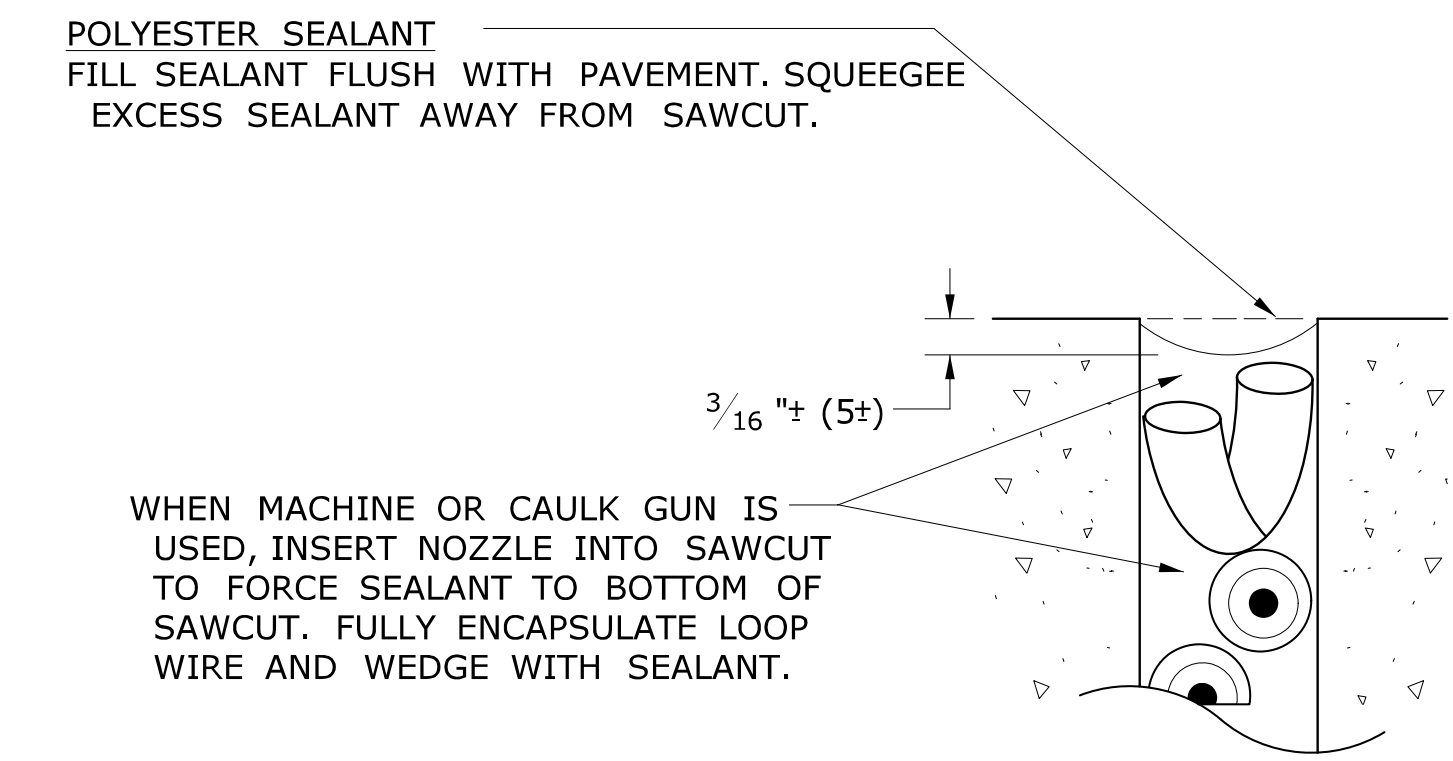 POLYESTER SEALANT
FILL SEALANT FLUSH WITH PAVEMENT. SQUEEGEE
EXCESS SEALANT AWAY FROM SAWCUT.
3/16 "± (5±)
WHEN MACHINE OR CAULK GUN IS
USED, INSERT NOZZLE INTO SAWCUT
TO FORCE SEALANT TO BOTTOM OF
SAWCUT. FULLY ENCAPSULATE LOOP
WIRE AND WEDGE WITH SEALANT.